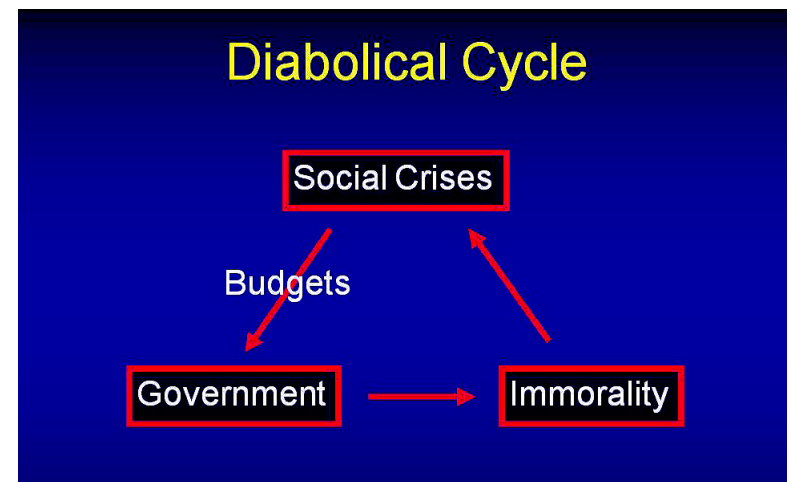 Diabolical Cycle
Social Crises
Budgets
Government
Immorality